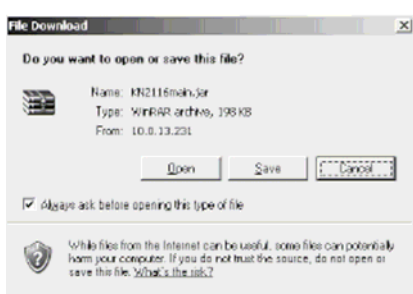 File Download
Do you want to open or save this file?
Name: KN2116main.jar
Type: WinRAR archive, 198 KB
From: 10.0.13.231
Open
Save
Cancel
Always ask before opening this type of file
While files from the Internet can be useful, some files can potentially
harm your computer. If you do not trust the source, do not open or
save this file. What's the risk?